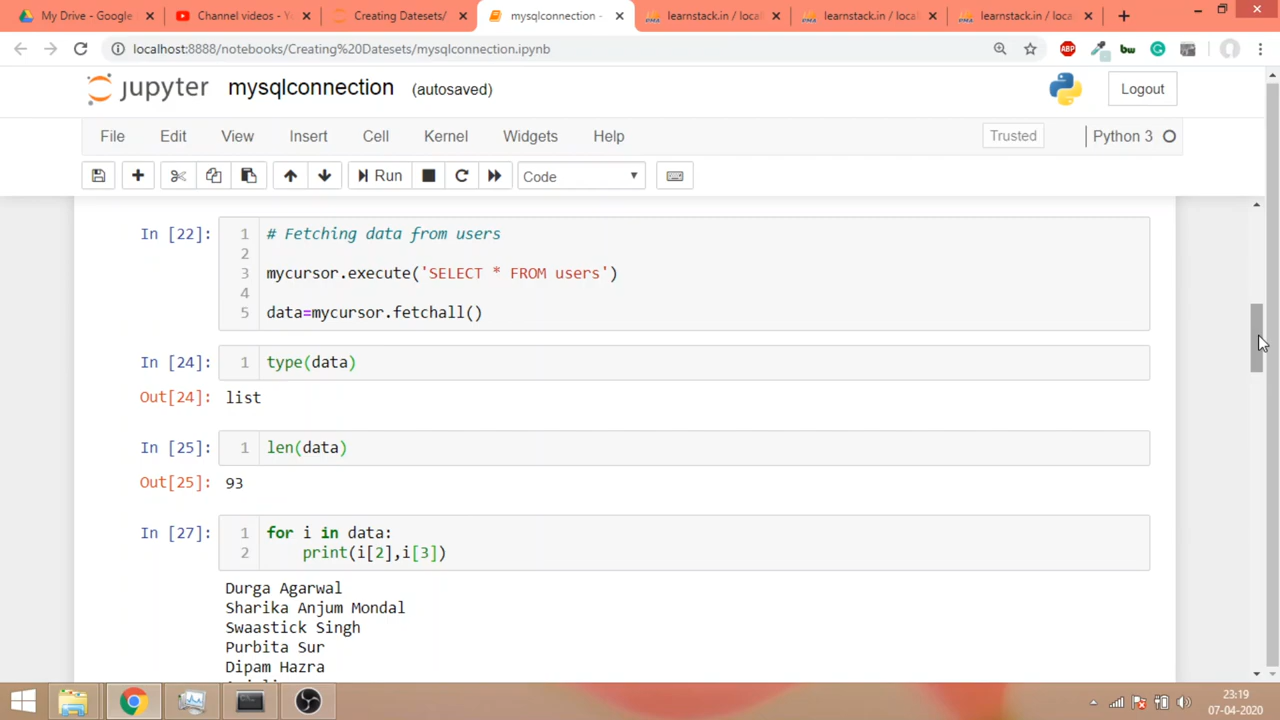 My Drive - Google
Channel videos - Y
Creating Datesets/
mysqlconnection -
learnstack.in / local
learnstack.in / loca
learnstack.in / loca
localhost:8888/notebooks/Creating%20Datesets/mysqlconnection.ipynb
ABP
bw
jupyter mysqlconnection (autosaved)
Logout
File Edit View Insert Cell Kernel Widgets Help
Trusted
Python 3
Run
Code
In [22]:
1 # Fetching data from users
2
3 mycursor.execute('SELECT * FROM users')
4
5 data=mycursor.fetchall()
In [24]: 1 type(data)
Out[24]: list
In [25]: 1 len(data)
Out[25]: 93
In [27]: 1 for i in data:
2 print(i[2],i[3])
Durga Agarwal
Sharika Anjum Mondal
Swaastick Singh
Purbita Sur
Dipam Hazra
23:19
07-04-2020